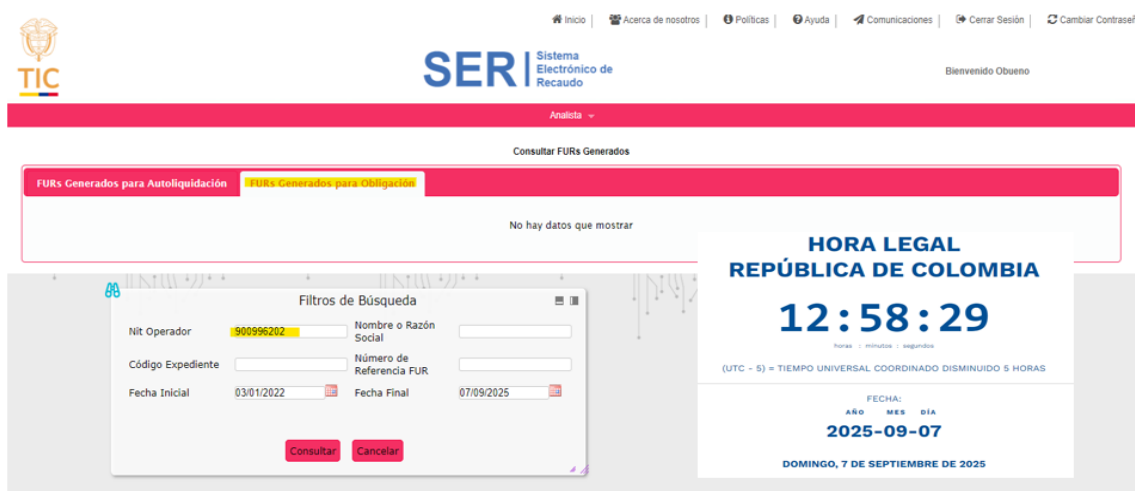 Inicio | Acerca de nosotros | Políticas | Ayuda | Comunicaciones | Cerrar Sesión | Cambiar Contraseñ
TIC
SER | Sistema Electrónico de Recaudo
Bienvenido Obueno
Analista
Consultar FURs Generados
FURs Generados para Autoliquidación FURs Generados para Obligación
No hay datos que mostrar
Filtros de Búsqueda
Nit Operador 900996202 Nombre o Razón Social
Código Expediente Número de Referencia FUR
Fecha Inicial 03/01/2022 Fecha Final 07/09/2025
Consultar Cancelar
HORA LEGAL
REPÚBLICA DE COLOMBIA
12:58:29
horas : minutos : segundos
(UTC - 5) = TIEMPO UNIVERSAL COORDINADO DISMINUIDO 5 HORAS
FECHA:
AÑO MES DÍA
2025-09-07
DOMINGO, 7 DE SEPTIEMBRE DE 2025